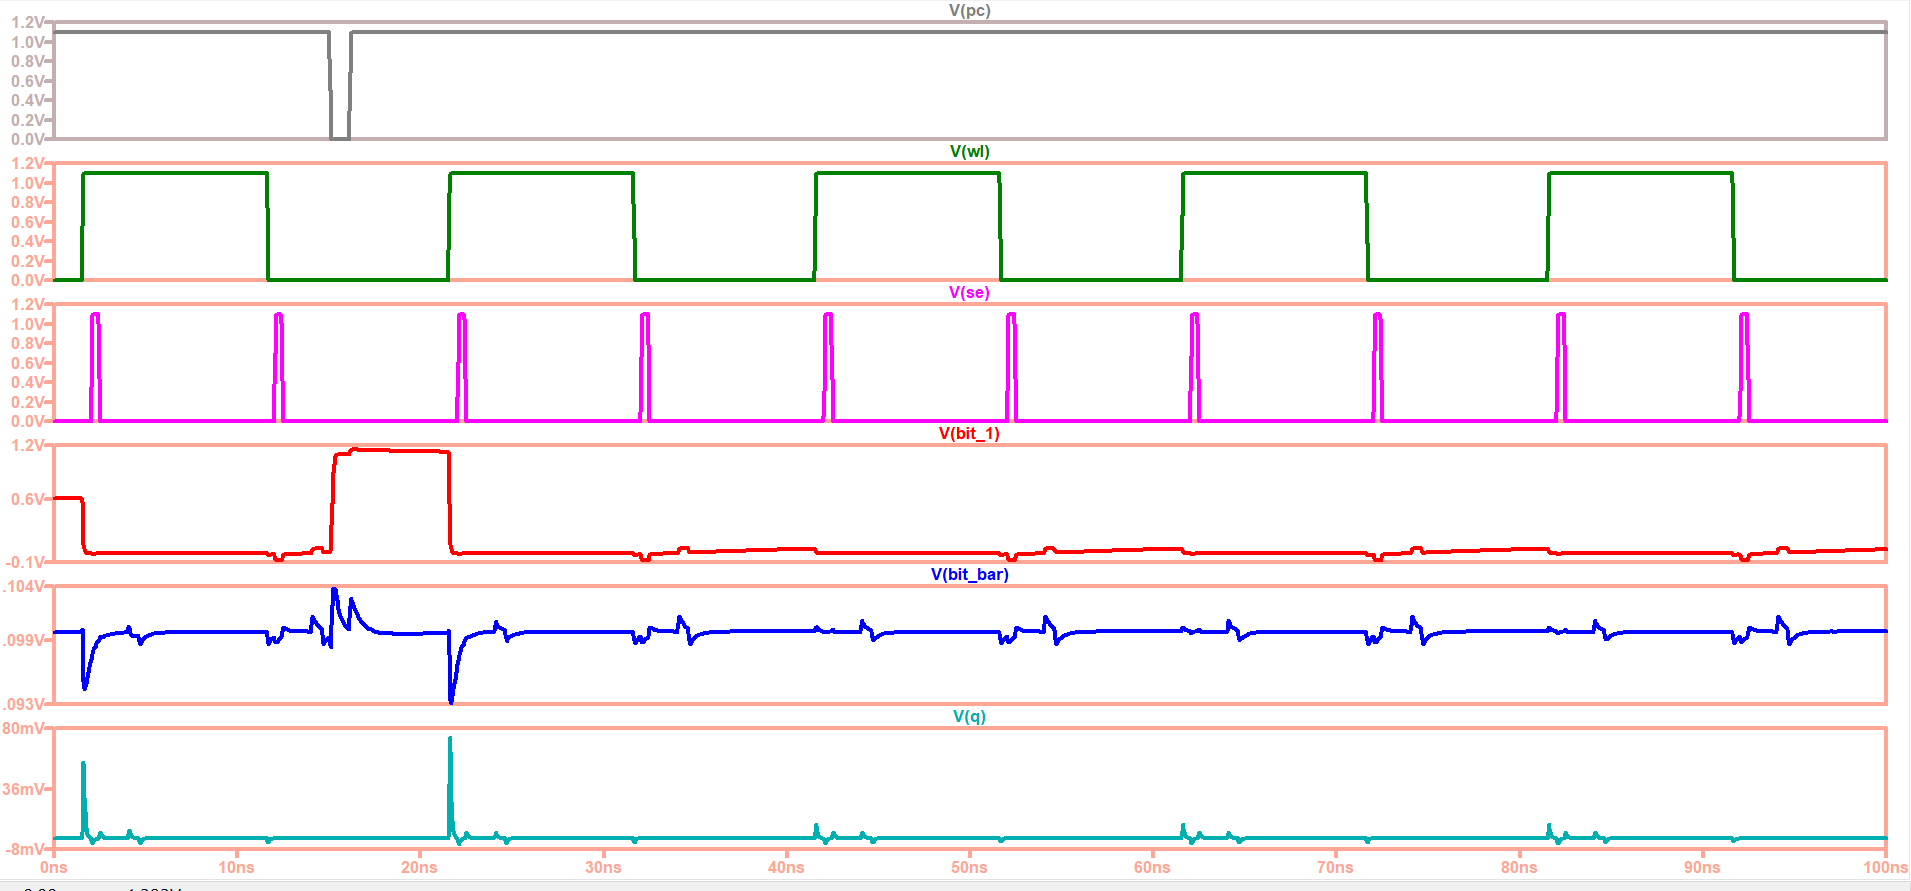 V(pc)
1.2V
1.0V
0.8V
0.6V
0.4V
0.2V
0.0V
V(wl)
1.2V
1.0V
0.8V
0.6V
0.4V
0.2V
0.0V
V(se)
1.2V
1.0V
0.8V
0.6V
0.4V
0.2V
0.0V
V(bit_1)
1.2V
0.6V
-0.1V
V(bit_bar)
.104V
.099V
.093V
V(q)
80mV
36mV
-8mV
0ns 10ns 20ns 30ns 40ns 50ns 60ns 70ns 80ns 90ns 100ns